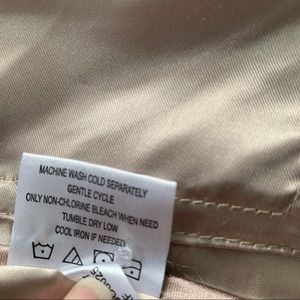 MACHINE WASH COLD SEPARATELY
GENTLE CYCLE
ONLY NON-CHLORINE BLEACH WHEN NEED
TUMBLE DRY LOW
COOL IRON IF NEEDED